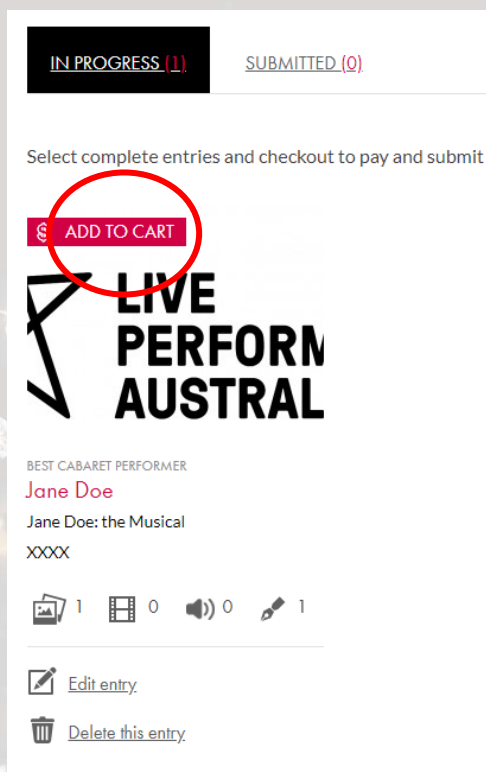 IN PROGRESS (1) SUBMITTED (0)
Select complete entries and checkout to pay and submit
$ ADD TO CART
LIVE
PERFORM
AUSTRAL
BEST CABARET PERFORMER
Jane Doe
Jane Doe: the Musical
XXXX
1 0 0 1
Edit entry
Delete this entry